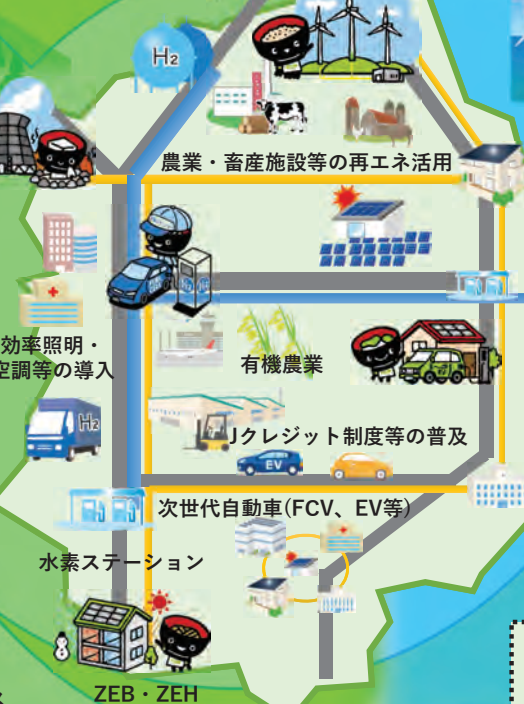 H₂
農業・畜産施設等の再エネ活用
効率照明・
空調等の導入
有機農業
H₂
Jクレジット制度等の普及
EV
次世代自動車(FCV、EV等)
水素ステーション
ZEB・ZEH